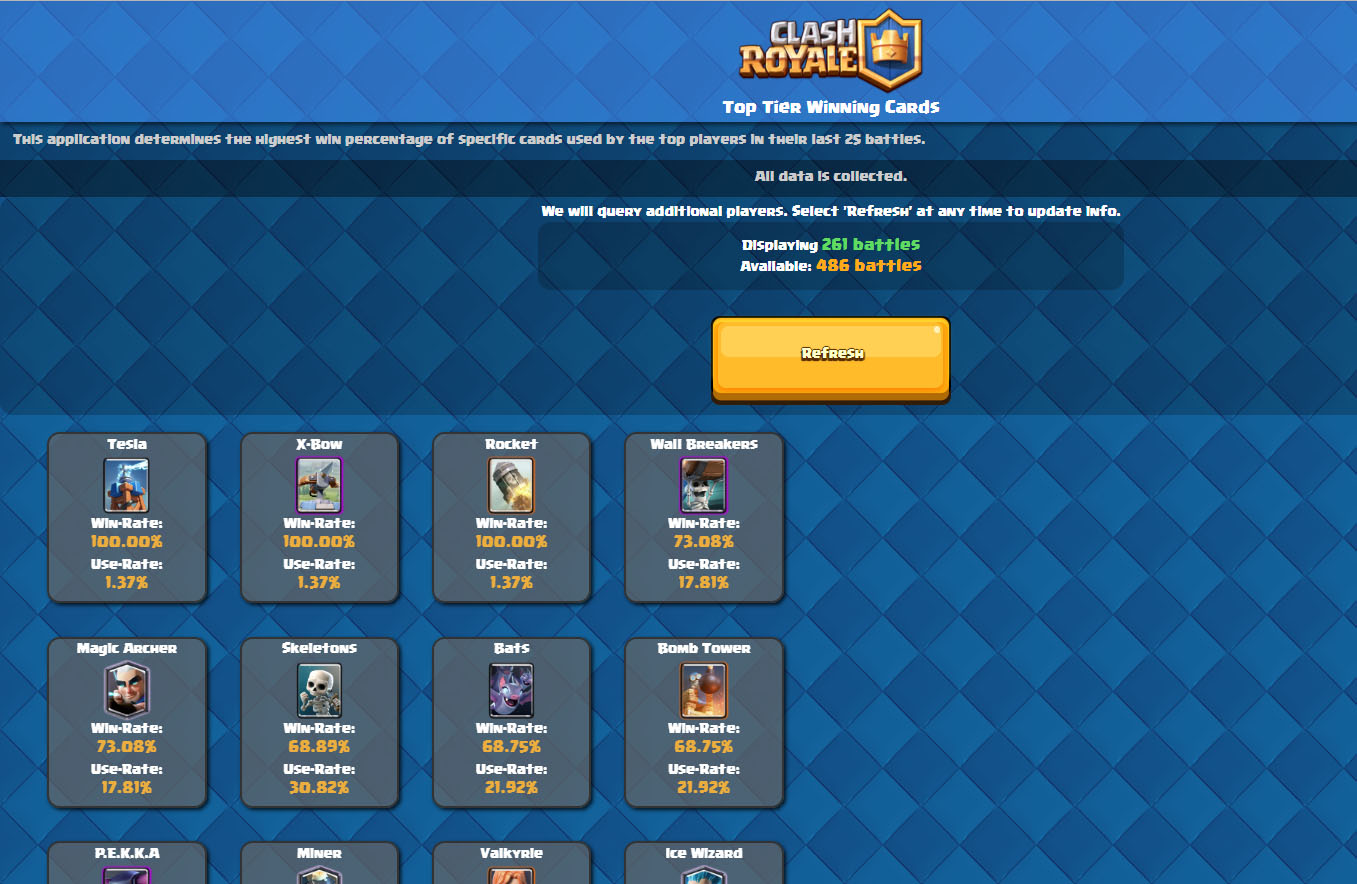 CLASH
ROYALE
Top Tier Winning Cards
This application determines the highest win percentage of specific cards used by the top players in their last 25 battles.
All data is collected.
We will query additional players. Select 'Refresh' at any time to update info.
Displaying 261 battles
Available: 486 battles
Refresh
Tesla
Win-Rate:
100.00%
Use-Rate:
1.37%
X-Bow
Win-Rate:
100.00%
Use-Rate:
1.37%
Rocket
Win-Rate:
100.00%
Use-Rate:
1.37%
Wall Breakers
Win-Rate:
73.08%
Use-Rate:
17.81%
Magic Archer
Win-Rate:
73.08%
Use-Rate:
17.81%
Skeletons
Win-Rate:
68.89%
Use-Rate:
30.82%
Bats
Win-Rate:
68.75%
Use-Rate:
21.92%
Bomb Tower
Win-Rate:
68.75%
Use-Rate:
21.92%
P.E.K.K.A
Miner
Valkyrie
Ice Wizard